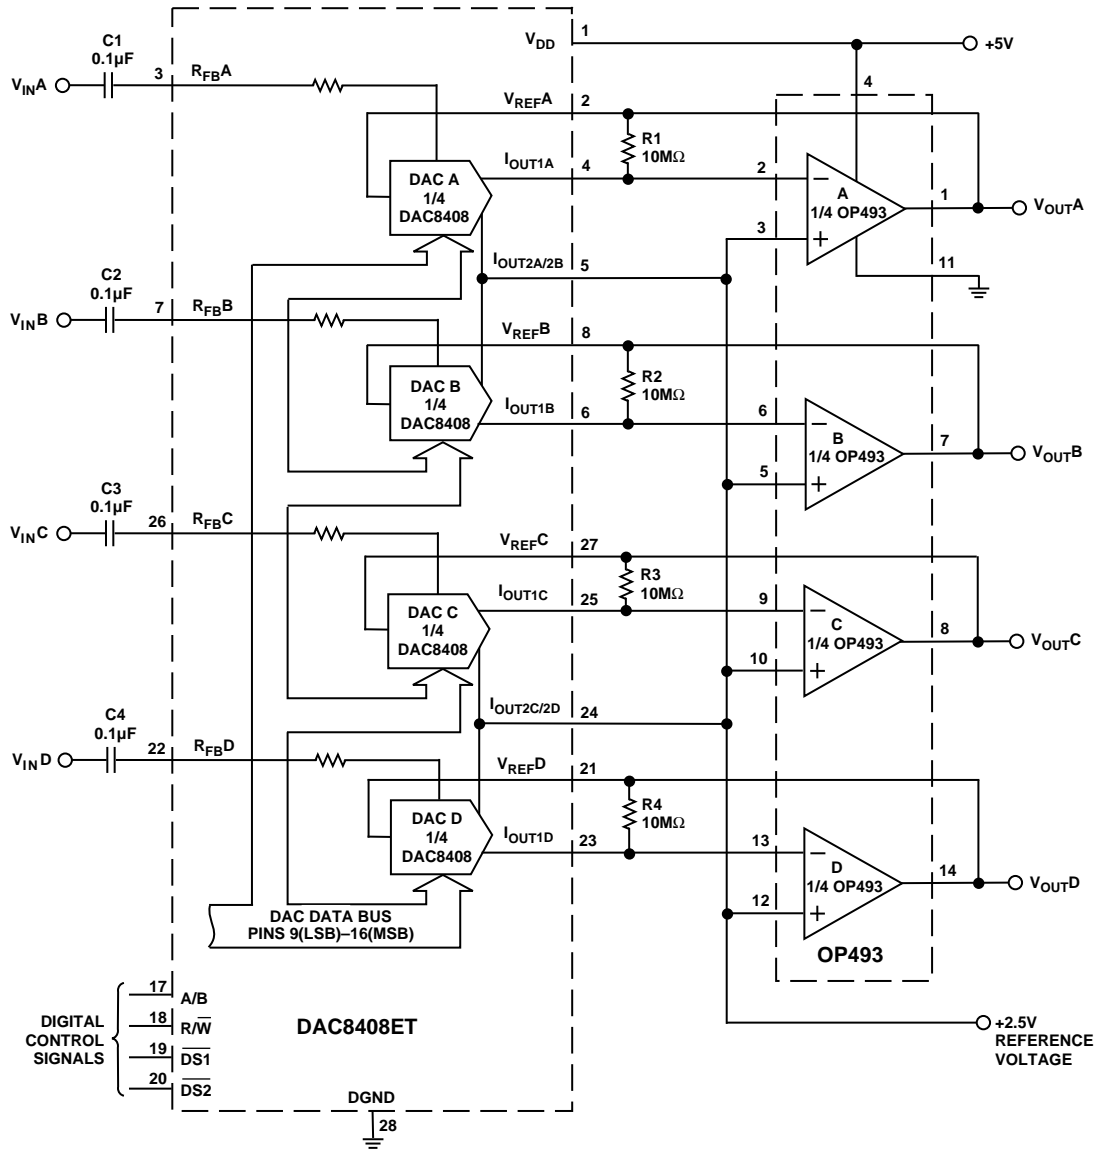 C1
0.1µF
VINA
3
RFBA
VDD
1
+5V
4
VREFA
2
R1
10MΩ
IOUT1A
4
DAC A
1/4
DAC8408
2
−
A
1/4 OP493
+
3
1
VOUTA
11
IOUT2A/2B
5
C2
0.1µF
VINB
7
RFBB
VREFB
8
R2
10MΩ
DAC B
1/4
DAC8408
IOUT1B
6
6
−
B
1/4 OP493
+
5
7
VOUTB
C3
0.1µF
VINC
26
RFBC
VREFC
27
R3
10MΩ
IOUT1C
25
DAC C
1/4
DAC8408
9
−
C
1/4 OP493
+
10
8
VOUTC
IOUT2C/2D
24
C4
0.1µF
VIND
22
RFBD
VREFD
21
R4
10MΩ
DAC D
1/4
DAC8408
IOUT1D
23
13
−
D
1/4 OP493
+
12
14
VOUTD
DAC DATA BUS
PINS 9(LSB)–16(MSB)
OP493
17
A/B
18
R/W̅
19
D̅S̅1̅
20
D̅S̅2̅
DIGITAL
CONTROL
SIGNALS
DAC8408ET
+2.5V
REFERENCE
VOLTAGE
DGND
28